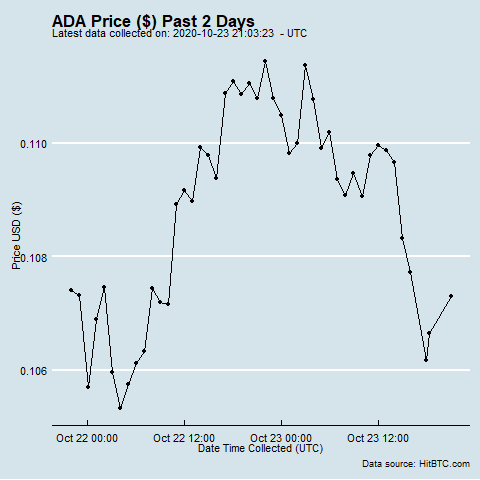 ADA Price ($) Past 2 Days
Latest data collected on: 2020-10-23 21:03:23  - UTC
Price USD ($)
0.110
0.108
0.106
Oct 22 00:00 Oct 22 12:00 Oct 23 00:00 Oct 23 12:00
Date Time Collected (UTC)
Data source: HitBTC.com